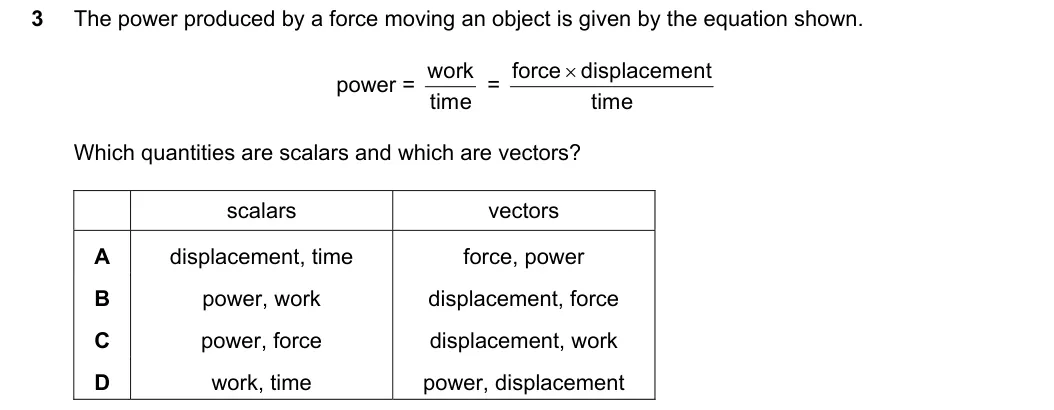 3 The power produced by a force moving an object is given by the equation shown.
power = work / time = force × displacement / time
Which quantities are scalars and which are vectors?
scalars vectors
A displacement, time force, power
B power, work displacement, force
C power, force displacement, work
D work, time power, displacement